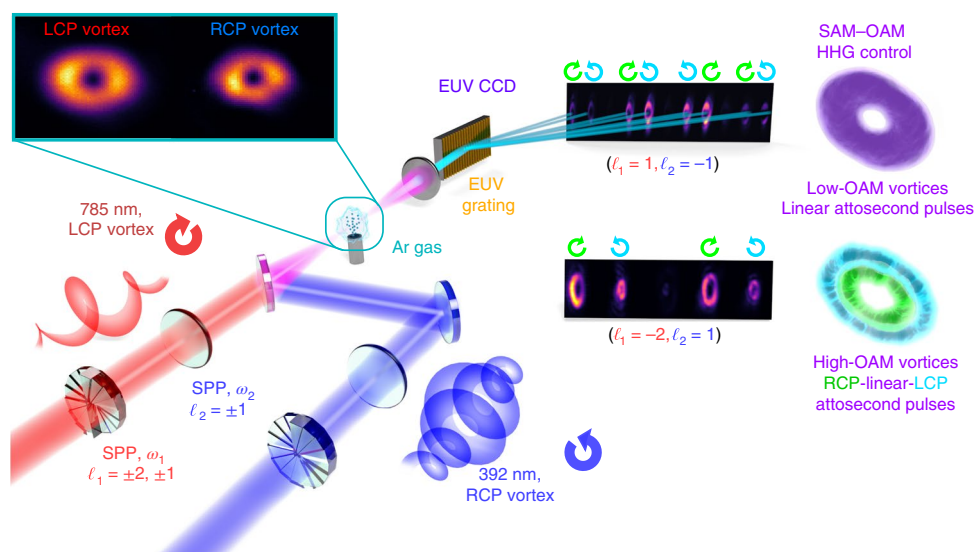 LCP vortex
RCP vortex
EUV CCD
SAM–OAM
HHG control
(ℓ₁ = 1, ℓ₂ = −1)
EUV
grating
Low-OAM vortices
Linear attosecond pulses
785 nm,
LCP vortex
Ar gas
(ℓ₁ = −2, ℓ₂ = 1)
High-OAM vortices
RCP-linear-LCP
attosecond pulses
SPP, ω₂
ℓ₂ = ±1
SPP, ω₁
ℓ₁ = ±2, ±1
392 nm,
RCP vortex